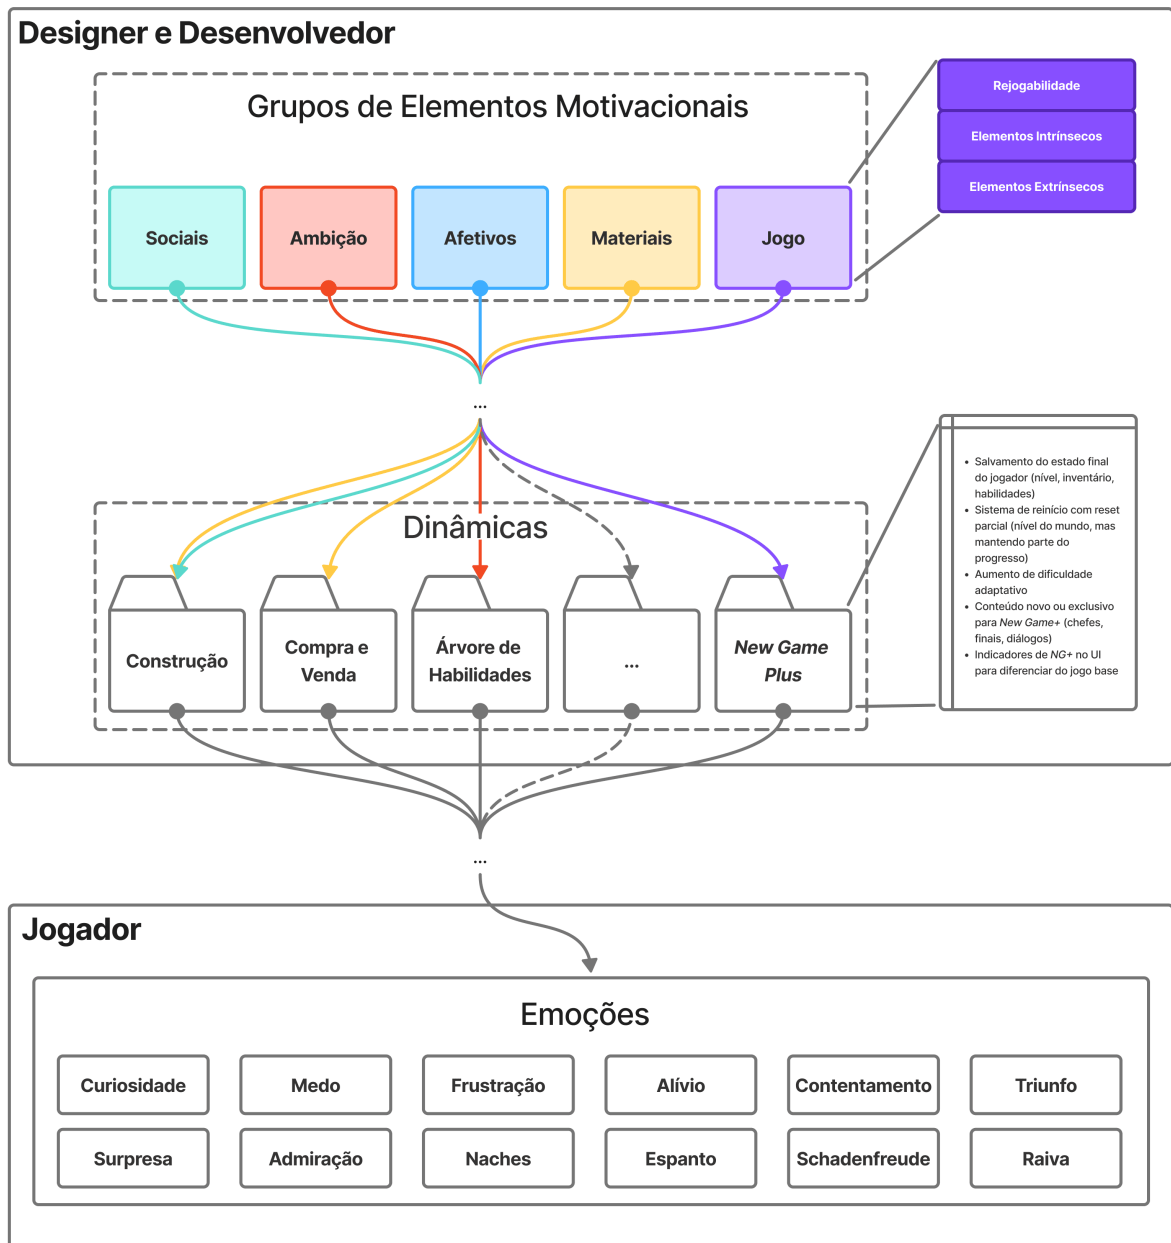 Designer e Desenvolvedor
Grupos de Elementos Motivacionais
Rejogabilidade
Elementos Intrínsecos
Elementos Extrínsecos
Sociais
Ambição
Afetivos
Materiais
Jogo
...
Dinâmicas
Construção
Compra e
Venda
Árvore de
Habilidades
...
New Game
Plus
• Salvamento do estado final
do jogador (nível, inventário,
habilidades)
• Sistema de reinício com reset
parcial (nível do mundo, mas
mantendo parte do
progresso)
• Aumento de dificuldade
adaptativo
• Conteúdo novo ou exclusivo
para New Game+ (chefes,
finais, diálogos)
• Indicadores de NG+ no UI
para diferenciar do jogo base
...
Jogador
Emoções
Curiosidade
Medo
Frustração
Alívio
Contentamento
Triunfo
Surpresa
Admiração
Naches
Espanto
Schadenfreude
Raiva